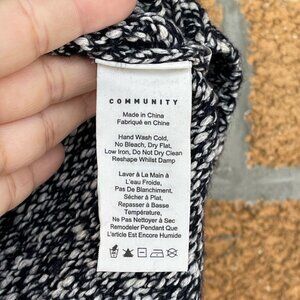 COMMUNITY
Made in China
Fabriqué en Chine
Hand Wash Cold,
No Bleach, Dry Flat,
Low Iron, Do Not Dry Clean
Reshape Whilst Damp
Laver à La Main à
L'eau Froide,
Pas De Blanchiment,
Sécher à Plat,
Repasser à Basse
Température,
Ne Pas Nettoyer à Sec
Remodeler Pendant Que
L'article Est Encore Humide